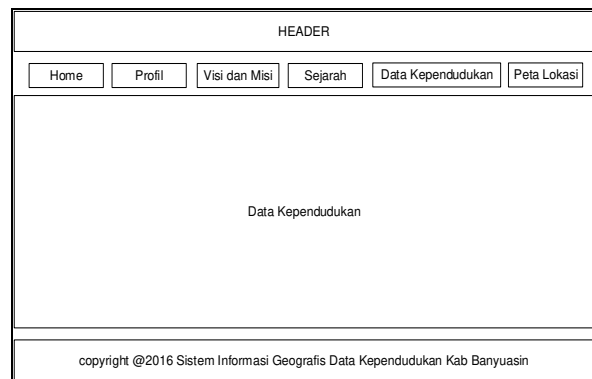 HEADER
Home Profil Visi dan Misi Sejarah Data Kependudukan Peta Lokasi
Data Kependudukan
copyright @2016 Sistem Informasi Geografis Data Kependudukan Kab Banyuasin